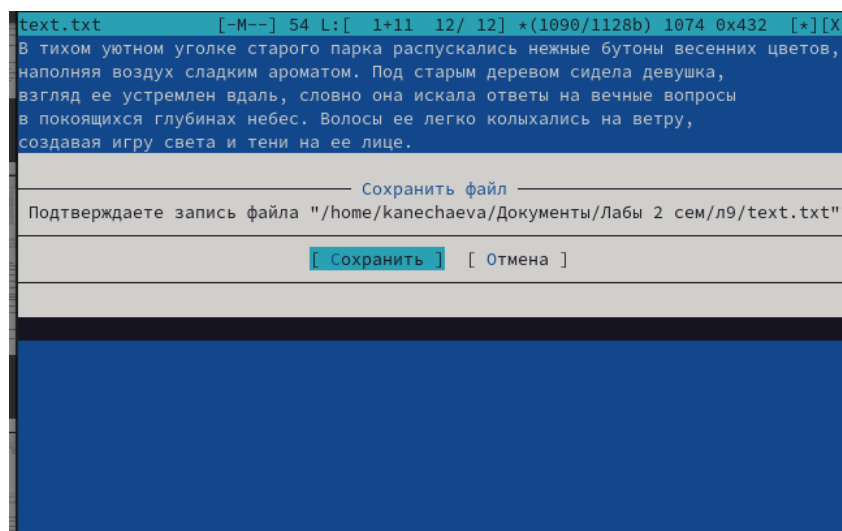 text.txt [-M--] 54 L:[ 1+11 12/ 12] *(1090/1128b) 1074 0x432 [*][X
В тихом уютном уголке старого парка распускались нежные бутоны весенних цветов,
наполняя воздух сладким ароматом. Под старым деревом сидела девушка,
взгляд ее устремлен вдаль, словно она искала ответы на вечные вопросы
в покоящихся глубинах небес. Волосы ее легко колыхались на ветру,
создавая игру света и тени на ее лице.
Сохранить файл
Подтверждаете запись файла "/home/kanechaeva/Документы/Лабы 2 сем/л9/text.txt"
[ Сохранить ] [ Отмена ]